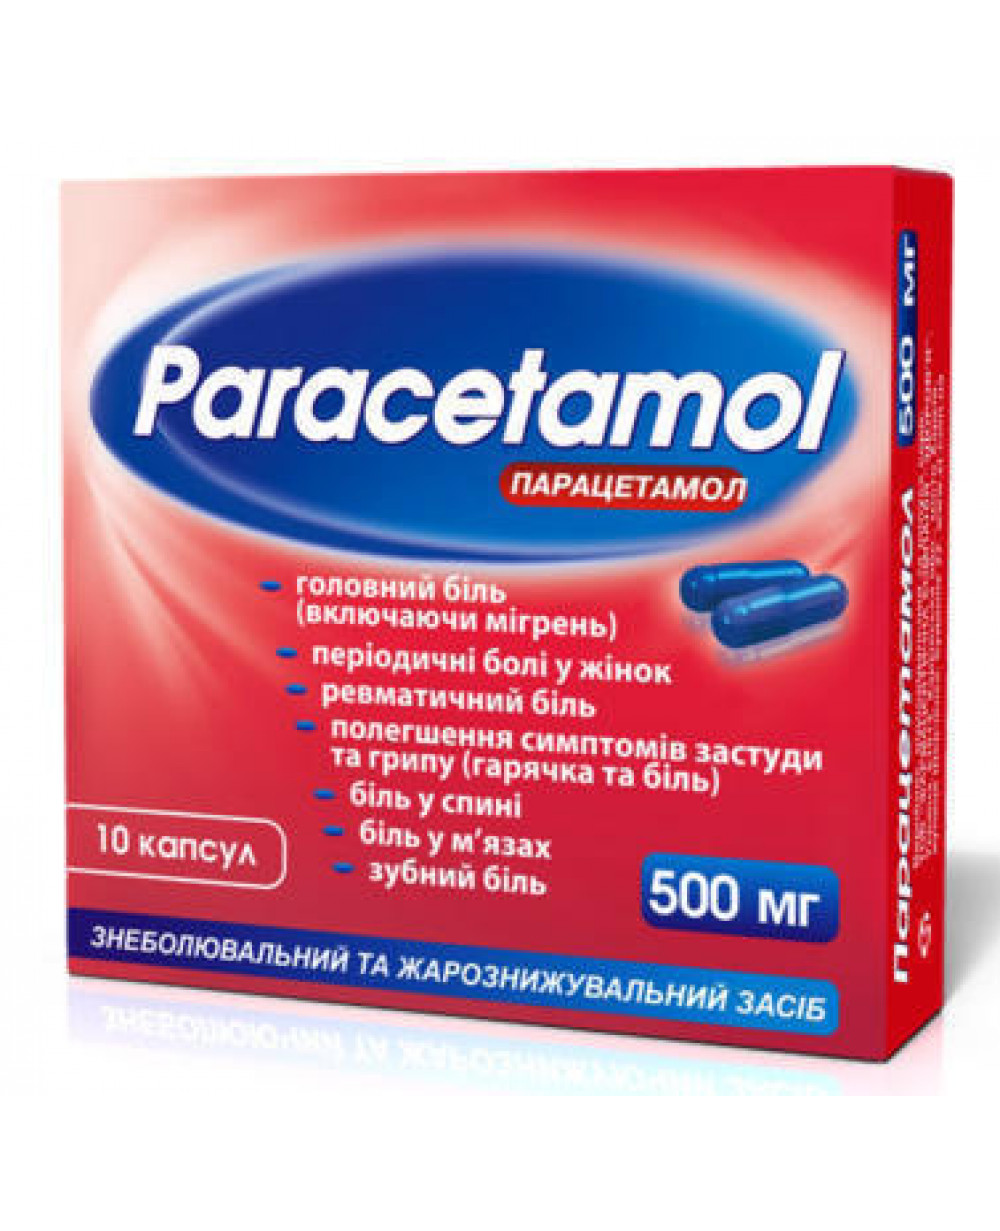 Paracetamol
ПАРАЦЕТАМОЛ
головний біль
(включаючи мігрень)
періодичні болі у жінок
ревматичний біль
полегшення симптомів застуди
та грипу (гарячка та біль)
біль у спині
біль у м’язах
зубний біль
10 капсул
500 мг
ЗНЕБОЛЮВАЛЬНИЙ ТА ЖАРОЗНИЖУВАЛЬНИЙ ЗАСІБ
Парацетамол 500 мг